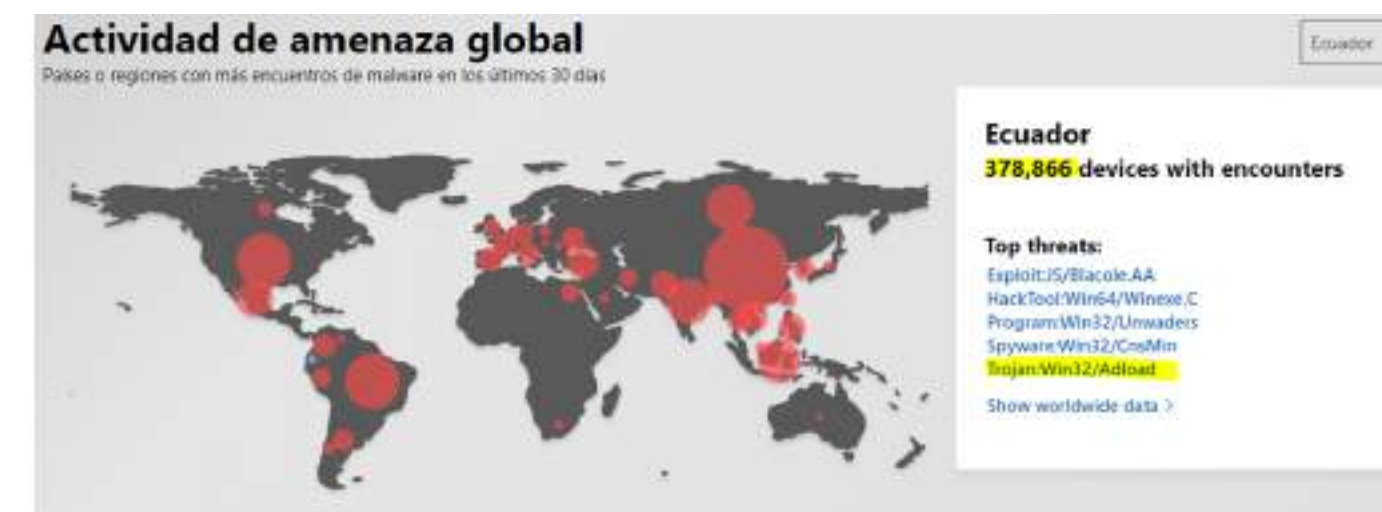 Actividad de amenaza global
Países o regiones con más encuentros de malware en los últimos 30 días
Ecuador
Ecuador
378,866 devices with encounters
Top threats:
Exploit:JS/Blacole.AA
HackTool:Win64/Winexe.C
Program:Win32/Unwaders
Spyware:Win32/CnsMin
Trojan:Win32/Adload
Show worldwide data >